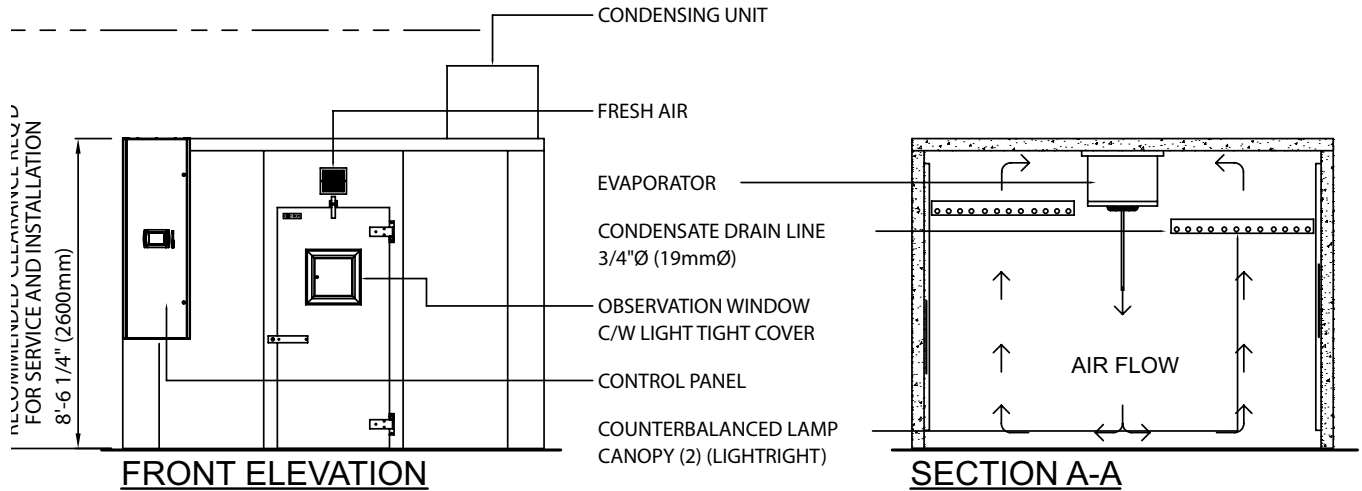 CONDENSING UNIT
FRESH AIR
EVAPORATOR
CONDENSATE DRAIN LINE
3/4"Ø (19mmØ)
OBSERVATION WINDOW
C/W LIGHT TIGHT COVER
CONTROL PANEL
COUNTERBALANCED LAMP
CANOPY (2) (LIGHTRIGHT)
RECOMMENDED CLEARANCE REQ'D
FOR SERVICE AND INSTALLATION
8'-6 1/4" (2600mm)
FRONT ELEVATION
AIR FLOW
SECTION A-A